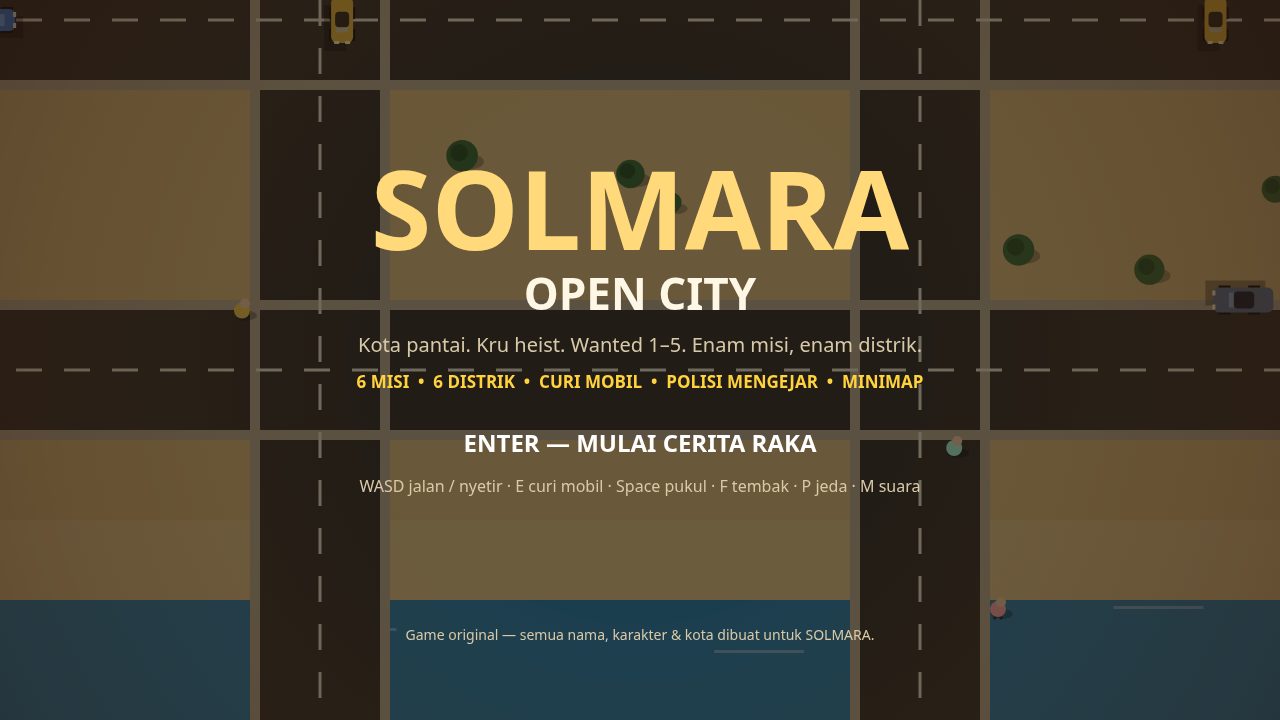 SOLMARA
OPEN CITY
Kota pantai. Kru heist. Wanted 1–5. Enam misi, enam distrik.
6 MISI • 6 DISTRIK • CURI MOBIL • POLISI MENGEJAR • MINIMAP
ENTER — MULAI CERITA RAKA
WASD jalan / nyetir · E curi mobil · Space pukul · F tembak · P jeda · M suara
Game original — semua nama, karakter & kota dibuat untuk SOLMARA.